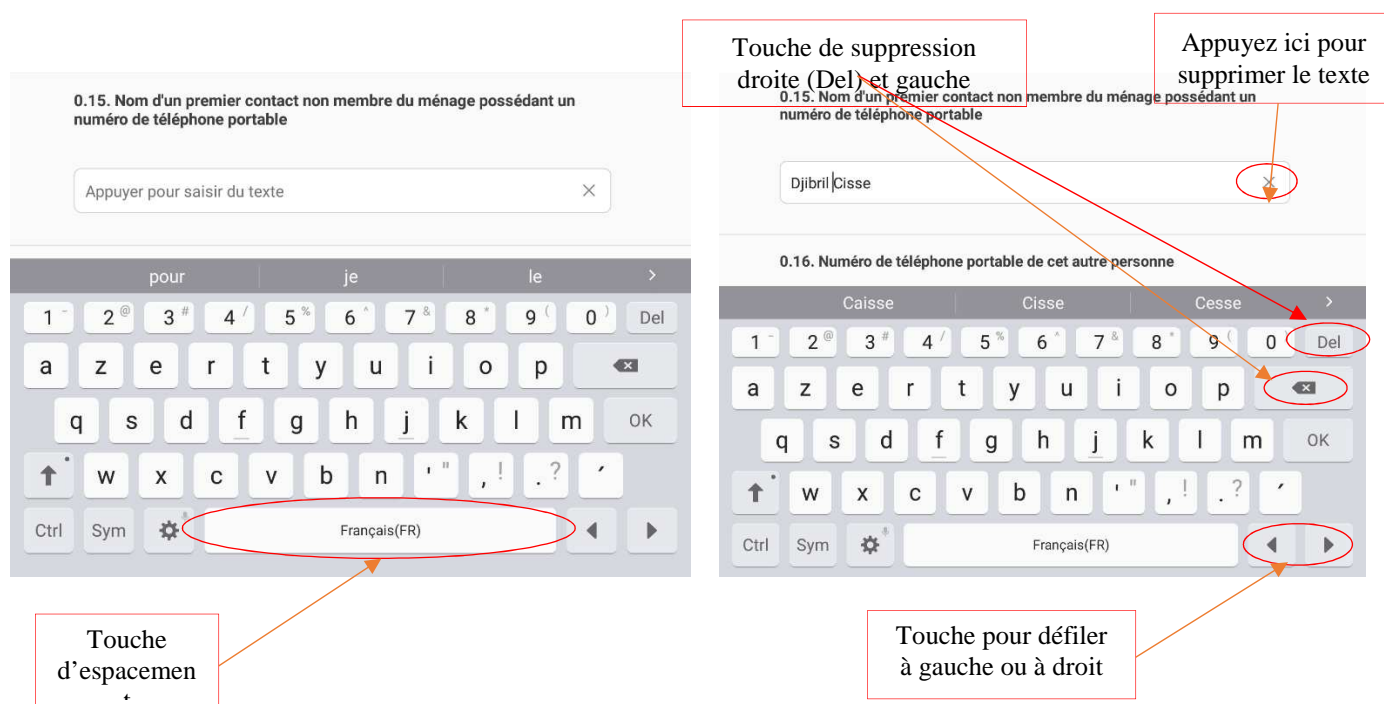 Touche de suppression
droite (Del) et gauche
Appuyez ici pour
supprimer le texte
0.15. Nom d'un premier contact non membre du ménage possédant un
numéro de téléphone portable
Appuyer pour saisir du texte
pour je le >
1 - 2 @ 3 # 4 / 5 % 6 ^ 7 & 8 * 9 ( 0 ) Del
a z e r t y u i o p
q s d f g h j k l m OK
w x c v b n ' " , ! . ? ´
Ctrl Sym Français(FR)
Touche
d’espacemen
t
0.15. Nom d'un premier contact non membre du ménage possédant un
numéro de téléphone portable
Djibril Cisse
0.16. Numéro de téléphone portable de cet autre personne
Caisse Cisse Cesse >
1 - 2 @ 3 # 4 / 5 % 6 ^ 7 & 8 * 9 ( 0 ) Del
a z e r t y u i o p
q s d f g h j k l m OK
w x c v b n ' " , ! . ? ´
Ctrl Sym Français(FR)
Touche pour défiler
à gauche ou à droit